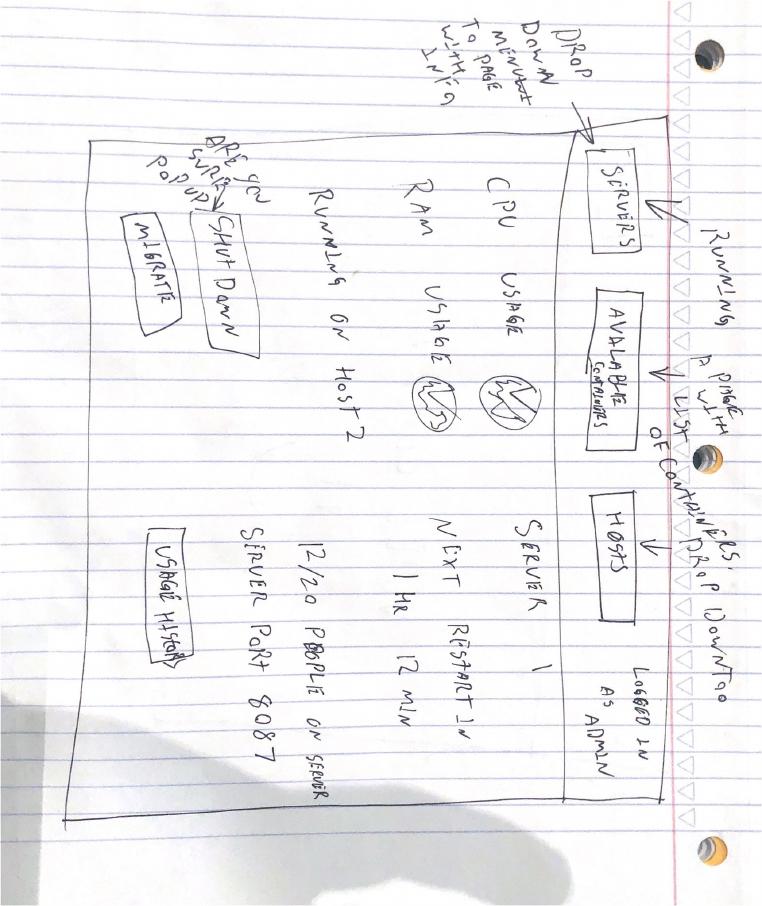 RUNNING
A PAGE
WITH
LIST
OF CONTAINERS.
DROP DOWN TOO
SERVERS
AVALABLE
CONTAINERS
HOSTS
LOGGED IN
AS
ADMIN
DROP
DOWN
MENU
TO PAGE
WITH
INFO
CPU USAGE
SERVER 1
RAM USAGE
NEXT RESTART IN
1 HR 12 MIN
RUNNING ON HOST 2
12/20 PEOPLE ON SERVER
SERVER PORT 8087
ARE YOU
SURE
POP UP
SHUT DOWN
MIGRATE
USAGE HISTORY